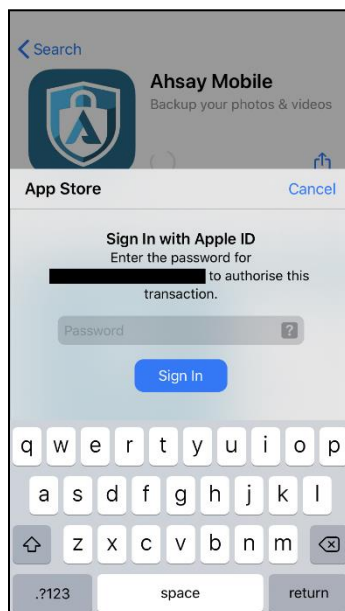 Search
Ahsay Mobile
Backup your photos & videos
App Store
Cancel
Sign In with Apple ID
Enter the password for
to authorise this
transaction.
Password
?
Sign In
q w e r t y u i o p
a s d f g h j k l
z x c v b n m
.?123 space return